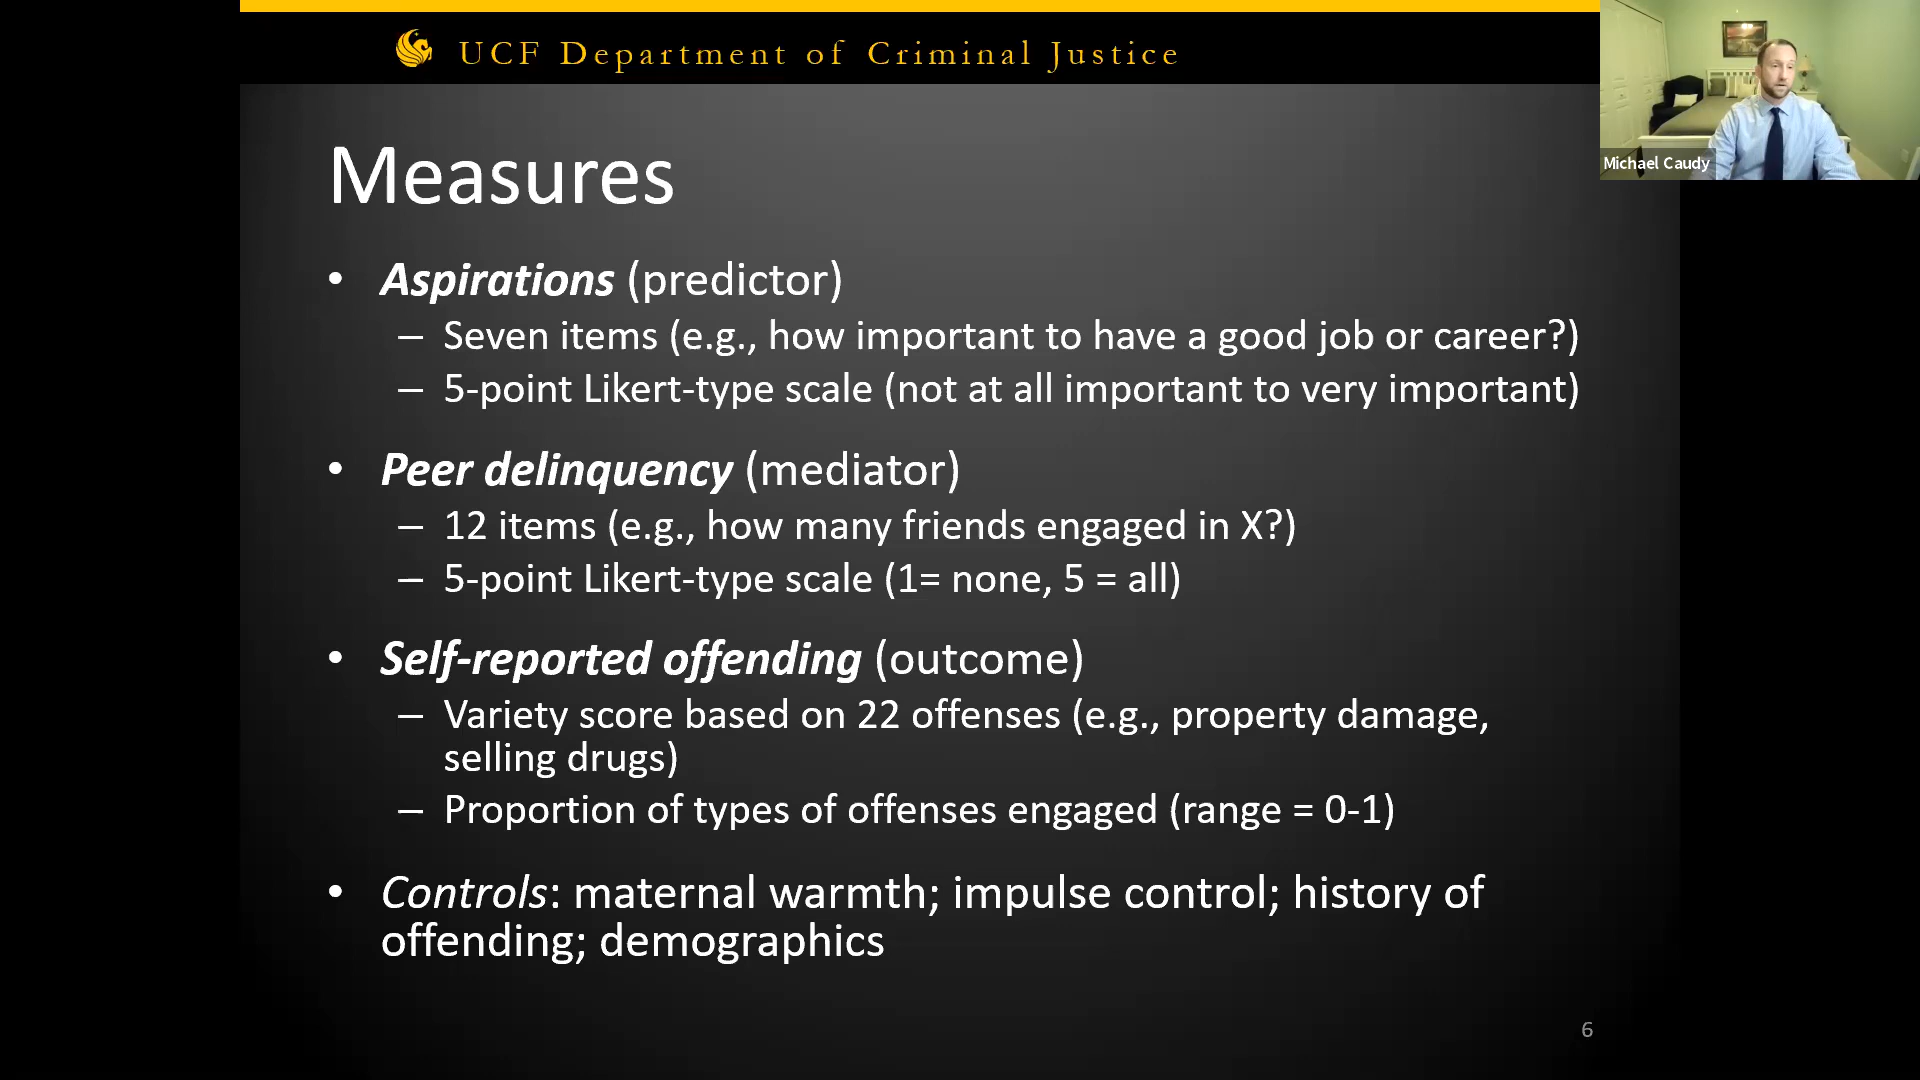 UCF Department of Criminal Justice
Michael Caudy
Measures
• Aspirations (predictor)
– Seven items (e.g., how important to have a good job or career?)
– 5-point Likert-type scale (not at all important to very important)
• Peer delinquency (mediator)
– 12 items (e.g., how many friends engaged in X?)
– 5-point Likert-type scale (1= none, 5 = all)
• Self-reported offending (outcome)
– Variety score based on 22 offenses (e.g., property damage,
selling drugs)
– Proportion of types of offenses engaged (range = 0-1)
• Controls: maternal warmth; impulse control; history of
offending; demographics
6